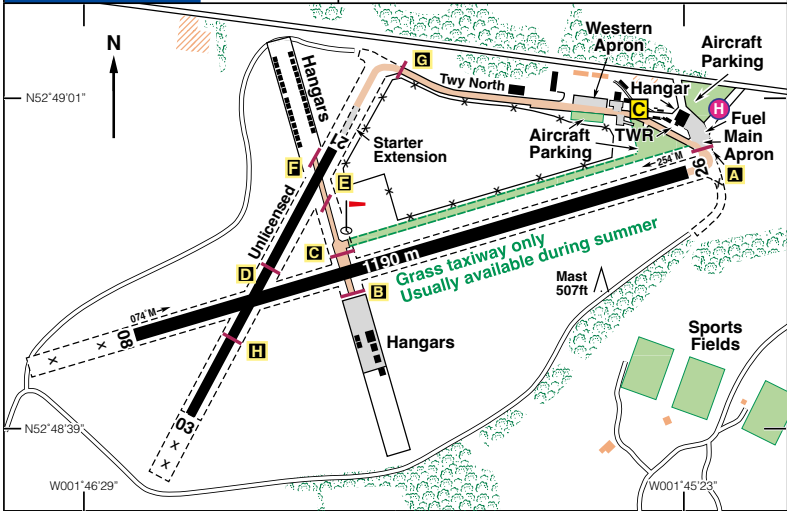 N
Western
Apron
Aircraft
Parking
G
Twy North
Hangar
C
H
Hangars
N52°49'01"
Fuel
Main
Apron
TWR
Aircraft
Parking
21
Starter
Extension
F
E
254°M
26
A
Unlicensed
C
1190 m
Grass taxiway only
Usually available during summer
D
B
Mast
507ft
074°M
08
H
Hangars
Sports
Fields
03
N52°48'39"
W001°46'29"
W001°45'23"